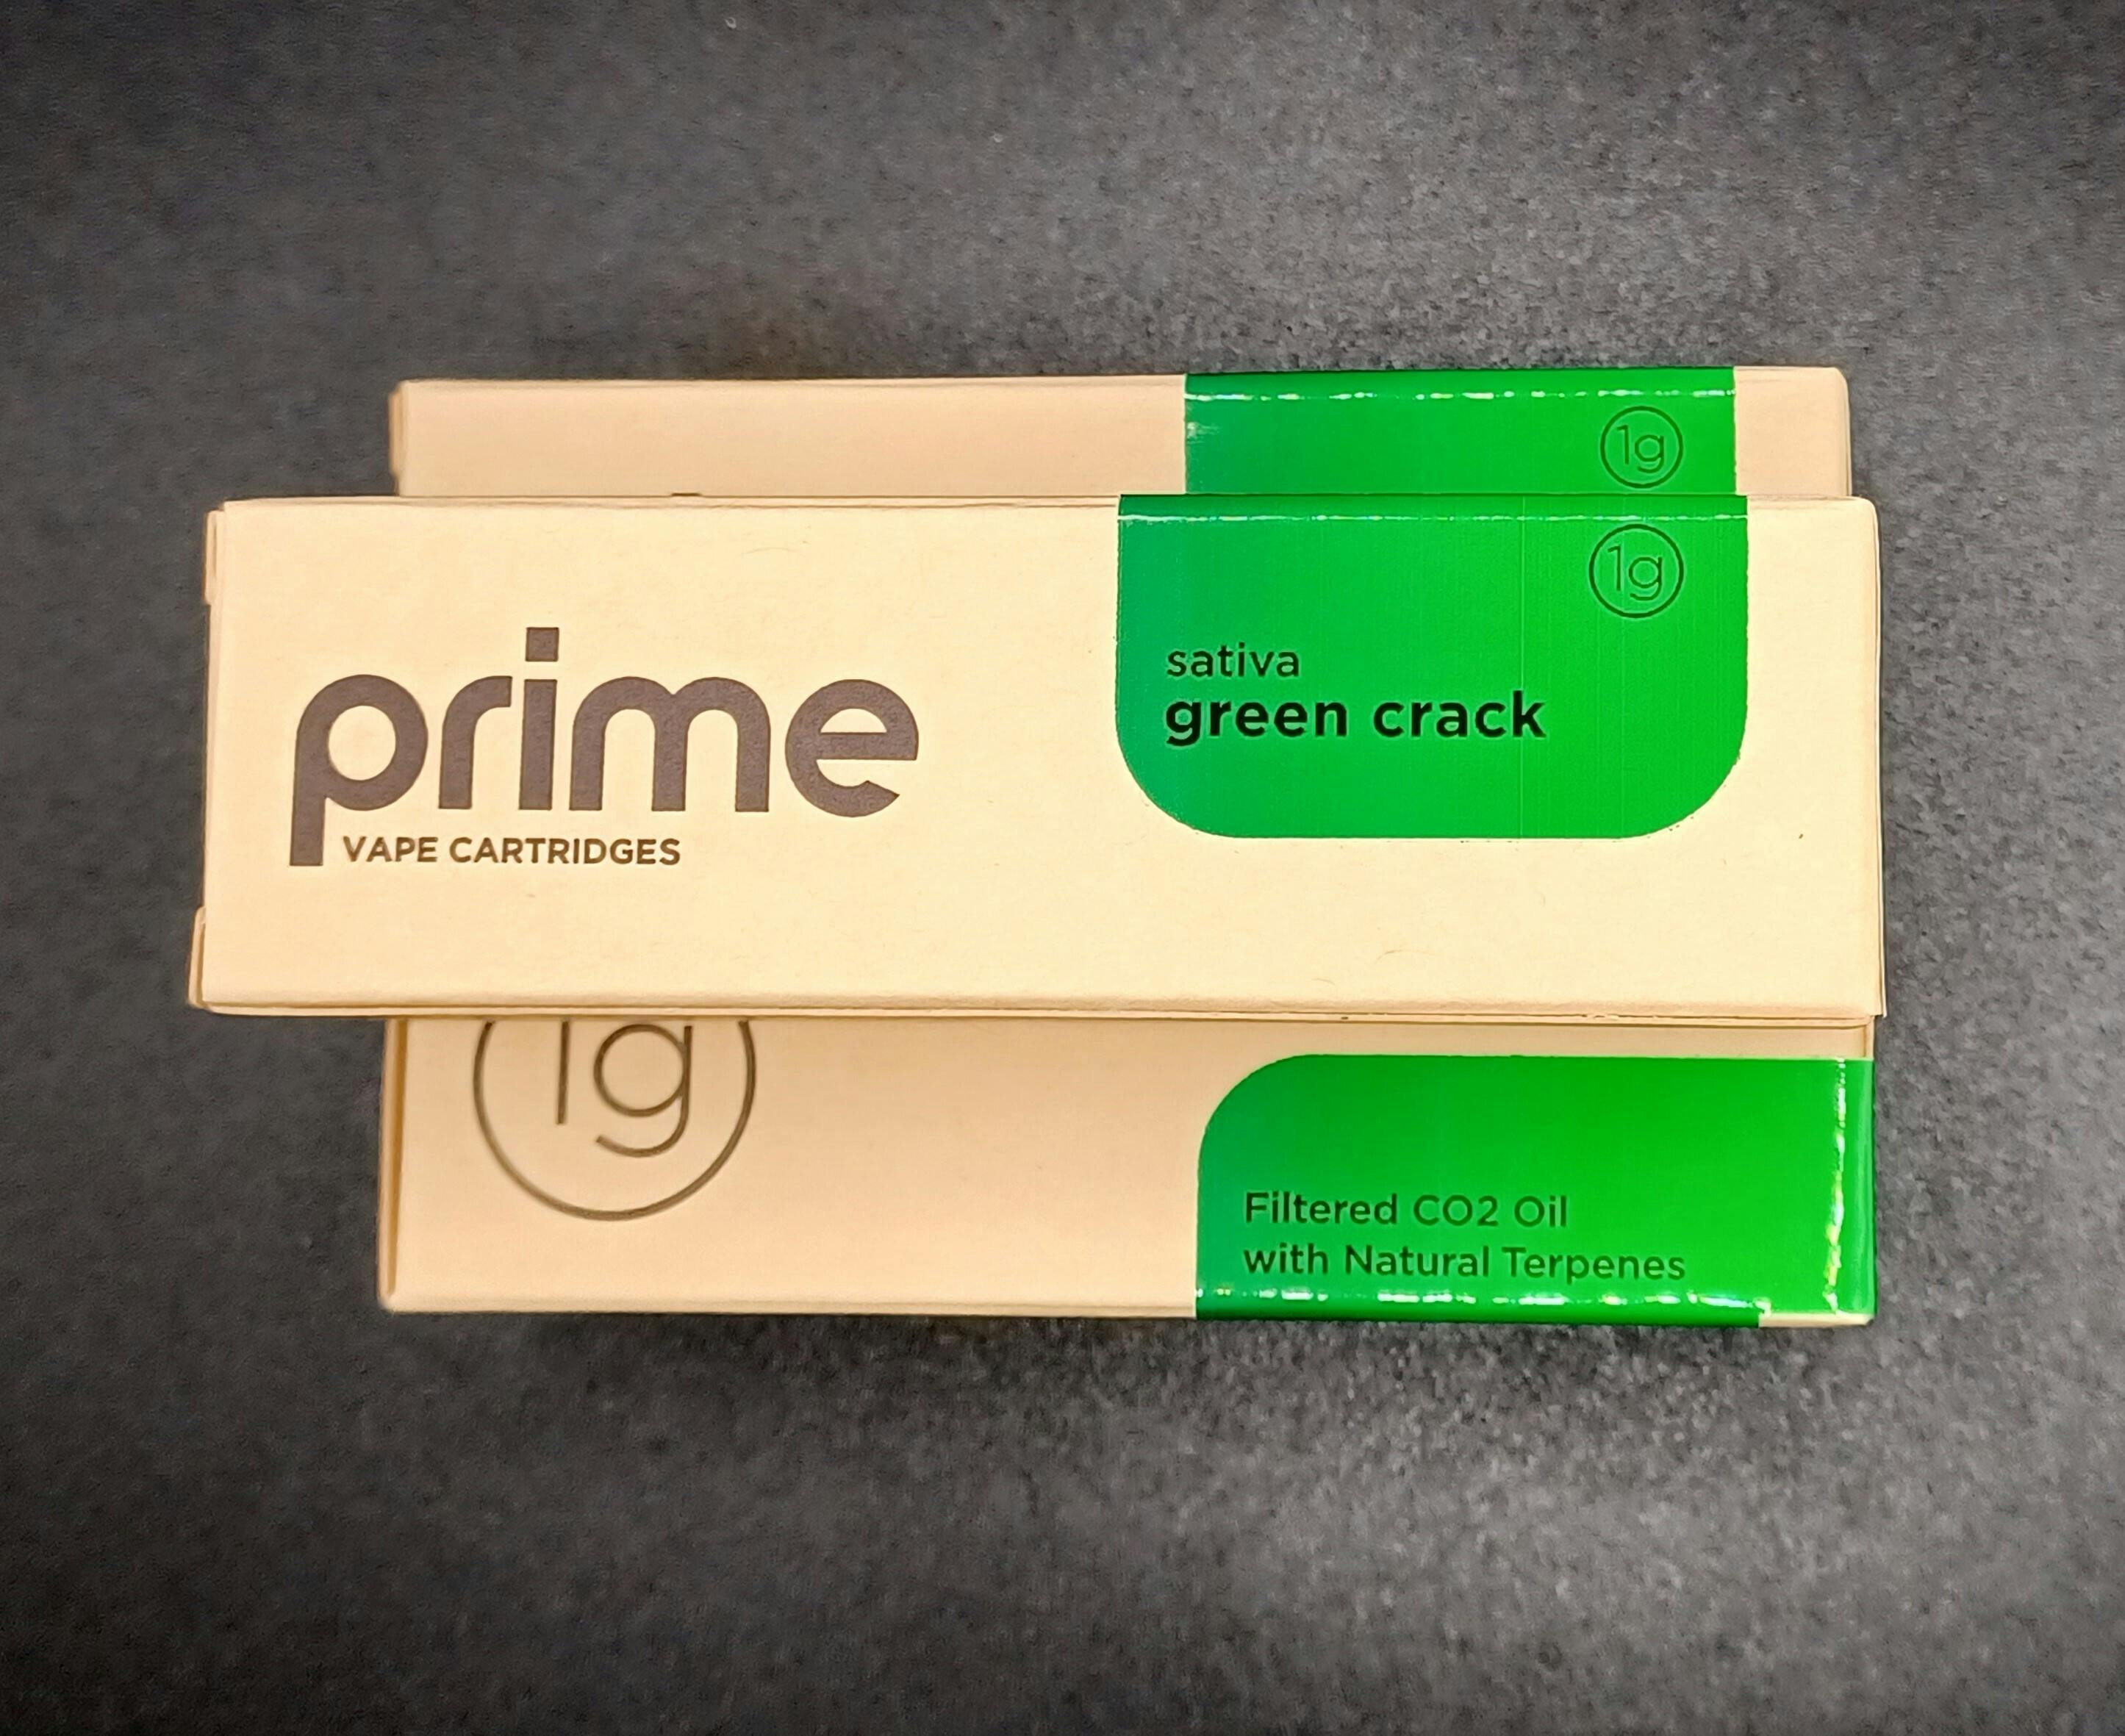 1g
1g
sativa
green crack
prime
VAPE CARTRIDGES
1g
Filtered CO2 Oil
with Natural Terpenes